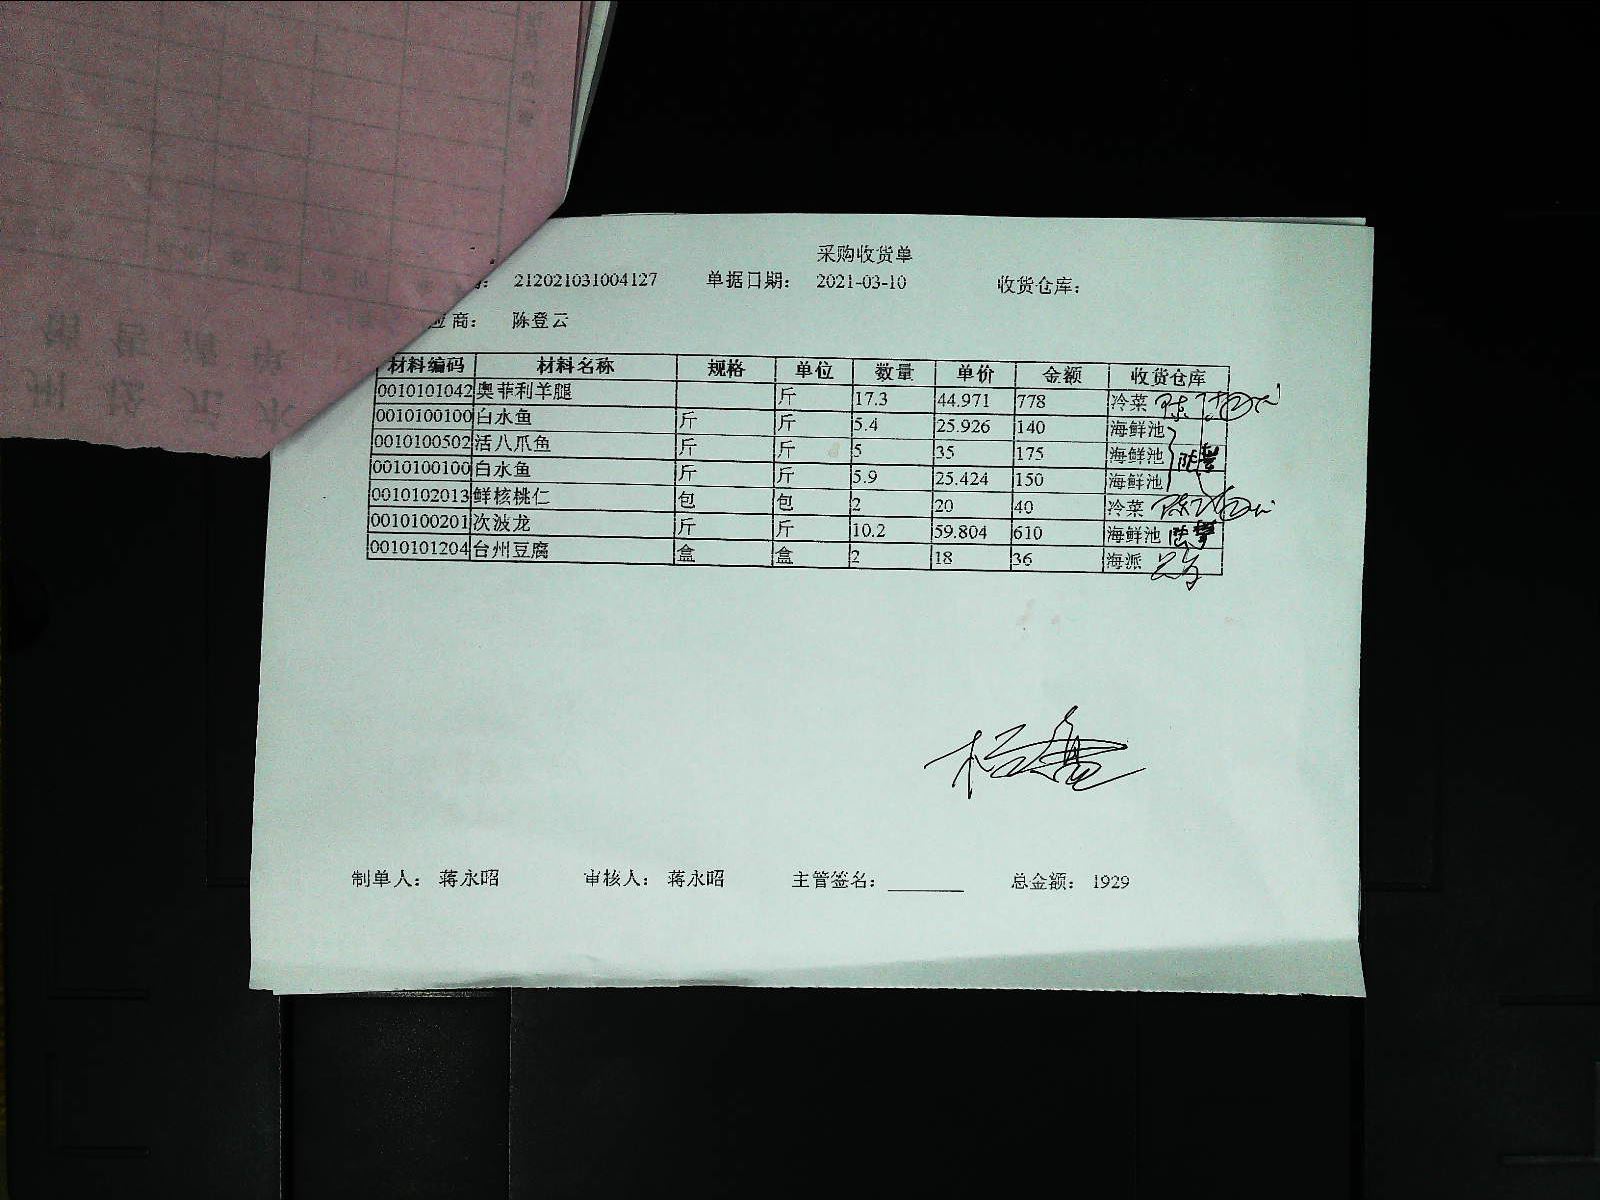 采购收货单
212021031004127 单据日期： 2021-03-10 收货仓库：
应商： 陈登云
材料编码 材料名称 规格 单位 数量 单价 金额 收货仓库
0010101042 奥菲利羊腿 斤 17.3 44.971 778 冷菜
0010100100 白水鱼 斤 斤 5.4 25.926 140 海鲜池
0010100502 活八爪鱼 斤 斤 5 35 175 海鲜池
0010100100 白水鱼 斤 斤 5.9 25.424 150 海鲜池
0010102013 鲜核桃仁 包 包 2 20 40 冷菜
0010100201 次波龙 斤 斤 10.2 59.804 610 海鲜池
0010101204 台州豆腐 盒 盒 2 18 36 海派
制单人： 蒋永昭 审核人： 蒋永昭 主管签名： 总金额： 1929